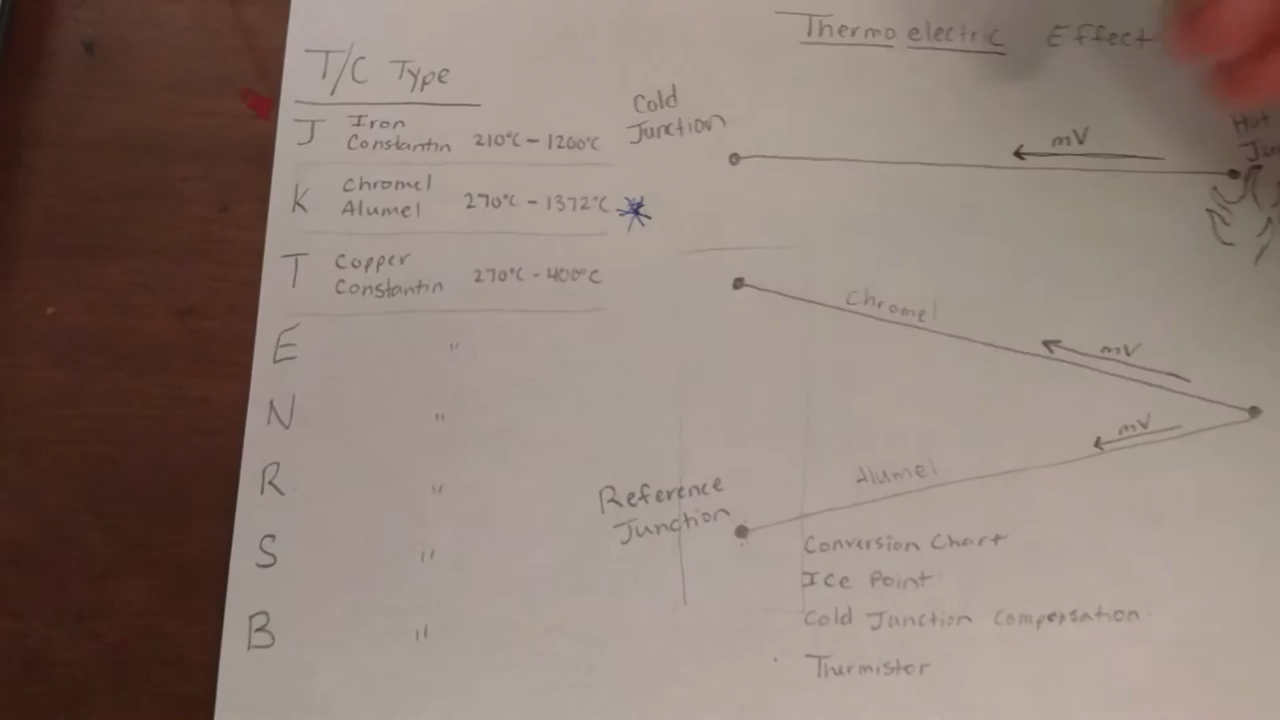 Thermo electric Effect
T/C Type
J Iron
Constantin 210°C - 1200°C
K Chromel
Alumel 270°C - 1372°C
T Copper
Constantin 270°C - 400°C
E "
N "
R "
S "
B "
Cold
Junction
mV
Hot
Chromel
mV
mV
Alumel
Reference
Junction
Conversion Chart
Ice Point
Cold Junction Compensation
Thermistor